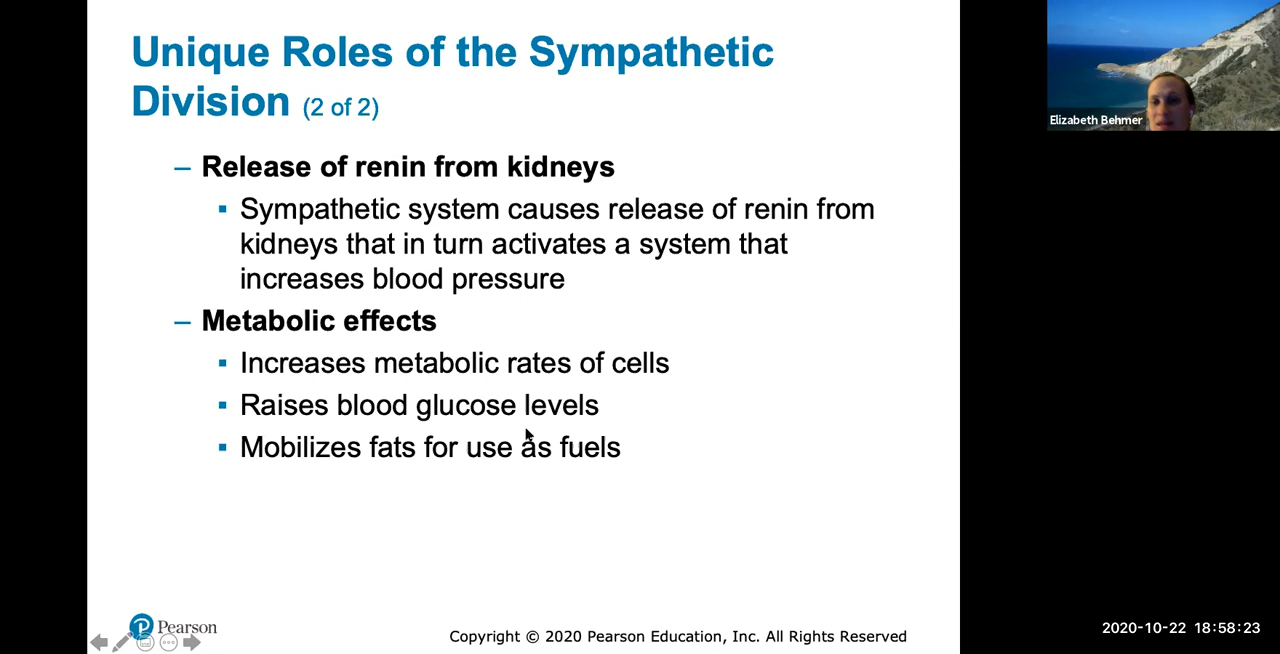 Unique Roles of the Sympathetic
Division (2 of 2)
– Release of renin from kidneys
▪ Sympathetic system causes release of renin from
kidneys that in turn activates a system that
increases blood pressure
– Metabolic effects
▪ Increases metabolic rates of cells
▪ Raises blood glucose levels
▪ Mobilizes fats for use as fuels
Elizabeth Behmer
P Pearson
Copyright © 2020 Pearson Education, Inc. All Rights Reserved
2020-10-22 18:58:23